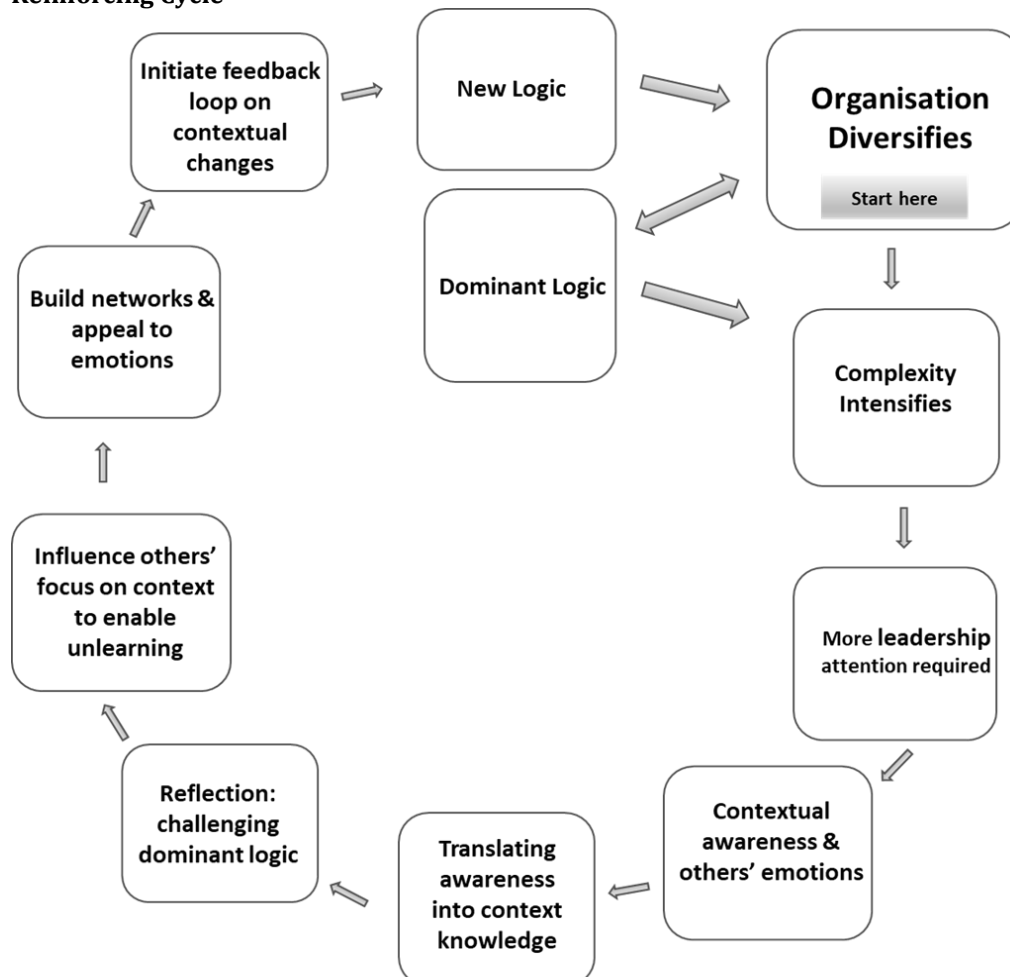 Reinforcing Cycle
Initiate feedback
loop on
contextual
changes
New Logic
Organisation
Diversifies
Start here
Dominant Logic
Build networks &
appeal to
emotions
Complexity
Intensifies
Influence others’
focus on context
to enable
unlearning
More leadership
attention required
Reflection:
challenging
dominant logic
Translating
awareness
into context
knowledge
Contextual
awareness &
others’ emotions